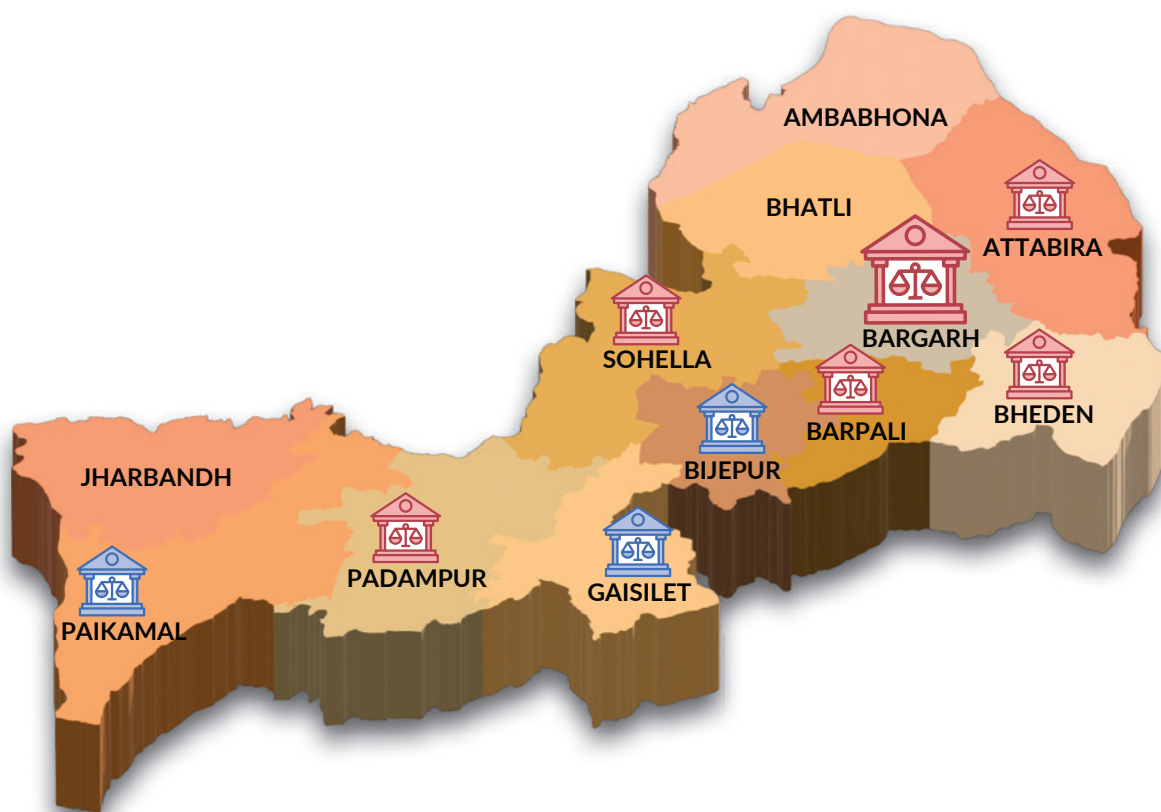 AMBABHONA
BHATLI
ATTABIRA
BARGARH
SOHELLA
BHEDEN
BARPALI
BIJEPUR
JHARBANDH
PADAMPUR
GAISILET
PAIKAMAL